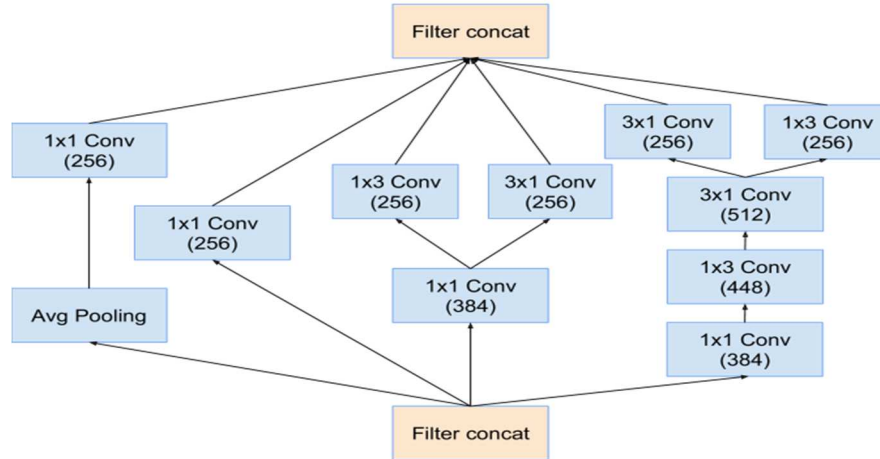 Filter concat
1x1 Conv
(256)
1x1 Conv
(256)
1x3 Conv
(256)
3x1 Conv
(256)
3x1 Conv
(256)
1x3 Conv
(256)
3x1 Conv
(512)
1x3 Conv
(448)
1x1 Conv
(384)
1x1 Conv
(384)
Avg Pooling
Filter concat